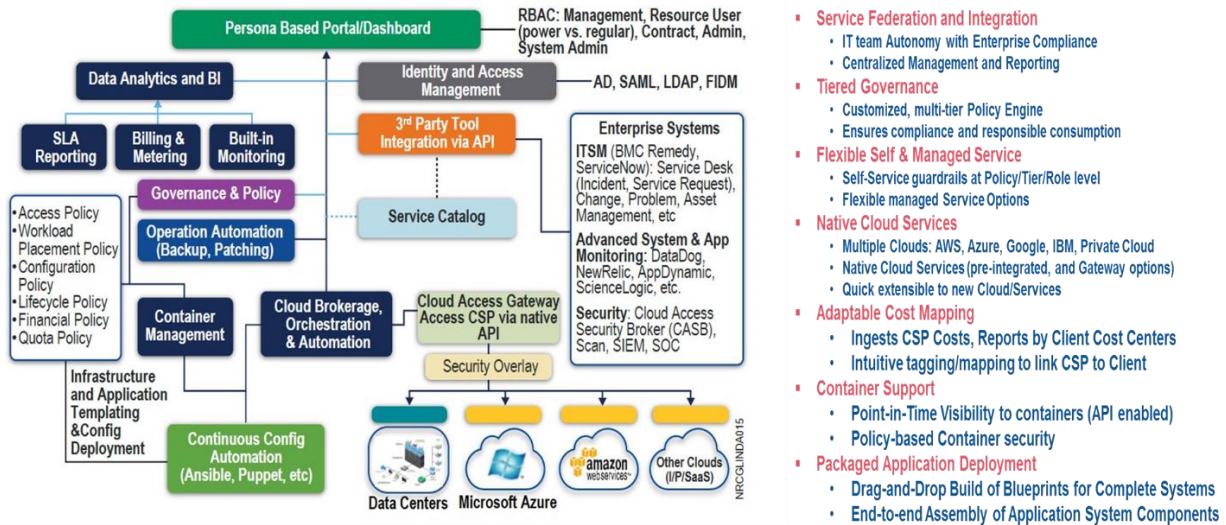 Persona Based Portal/Dashboard
RBAC: Management, Resource User
(power vs. regular), Contract, Admin,
System Admin
Data Analytics and BI
Identity and Access
Management
AD, SAML, LDAP, FIDM
SLA
Reporting
Billing &
Metering
Built-in
Monitoring
3rd Party Tool
Integration via API
Governance & Policy
Service Catalog
Operation Automation
(Backup, Patching)
•Access Policy
•Workload
Placement Policy
•Configuration
Policy
•Lifecycle Policy
•Financial Policy
•Quota Policy
Container
Management
Cloud Brokerage,
Orchestration
& Automation
Cloud Access Gateway
Access CSP via native
API
Security Overlay
Enterprise Systems
ITSM (BMC Remedy,
ServiceNow): Service Desk
(Incident, Service Request),
Change, Problem, Asset
Management, etc
Advanced System & App
Monitoring: DataDog,
NewRelic, AppDynamic,
ScienceLogic, etc.
Security: Cloud Access
Security Broker (CASB),
Scan, SIEM, SOC
Infrastructure
and Application
Templating
&Config
Deployment
Continuous Config
Automation
(Ansible, Puppet, etc)
Data Centers
Microsoft Azure
amazon
webservices™
Other Clouds
(I/P/SaaS)
NRCGLINDA015
▪ Service Federation and Integration
• IT team Autonomy with Enterprise Compliance
• Centralized Management and Reporting
▪ Tiered Governance
• Customized, multi-tier Policy Engine
• Ensures compliance and responsible consumption
▪ Flexible Self & Managed Service
• Self-Service guardrails at Policy/Tier/Role level
• Flexible managed Service Options
▪ Native Cloud Services
• Multiple Clouds: AWS, Azure, Google, IBM, Private Cloud
• Native Cloud Services (pre-integrated, and Gateway options)
• Quick extensible to new Cloud/Services
▪ Adaptable Cost Mapping
• Ingests CSP Costs, Reports by Client Cost Centers
• Intuitive tagging/mapping to link CSP to Client
▪ Container Support
• Point-in-Time Visibility to containers (API enabled)
• Policy-based Container security
▪ Packaged Application Deployment
• Drag-and-Drop Build of Blueprints for Complete Systems
• End-to-end Assembly of Application System Components